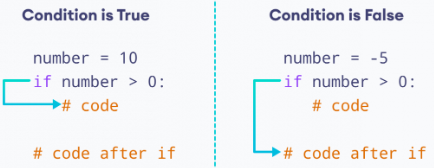 Condition is True
number = 10
if number > 0:
# code
# code after if
Condition is False
number = -5
if number > 0:
# code
# code after if